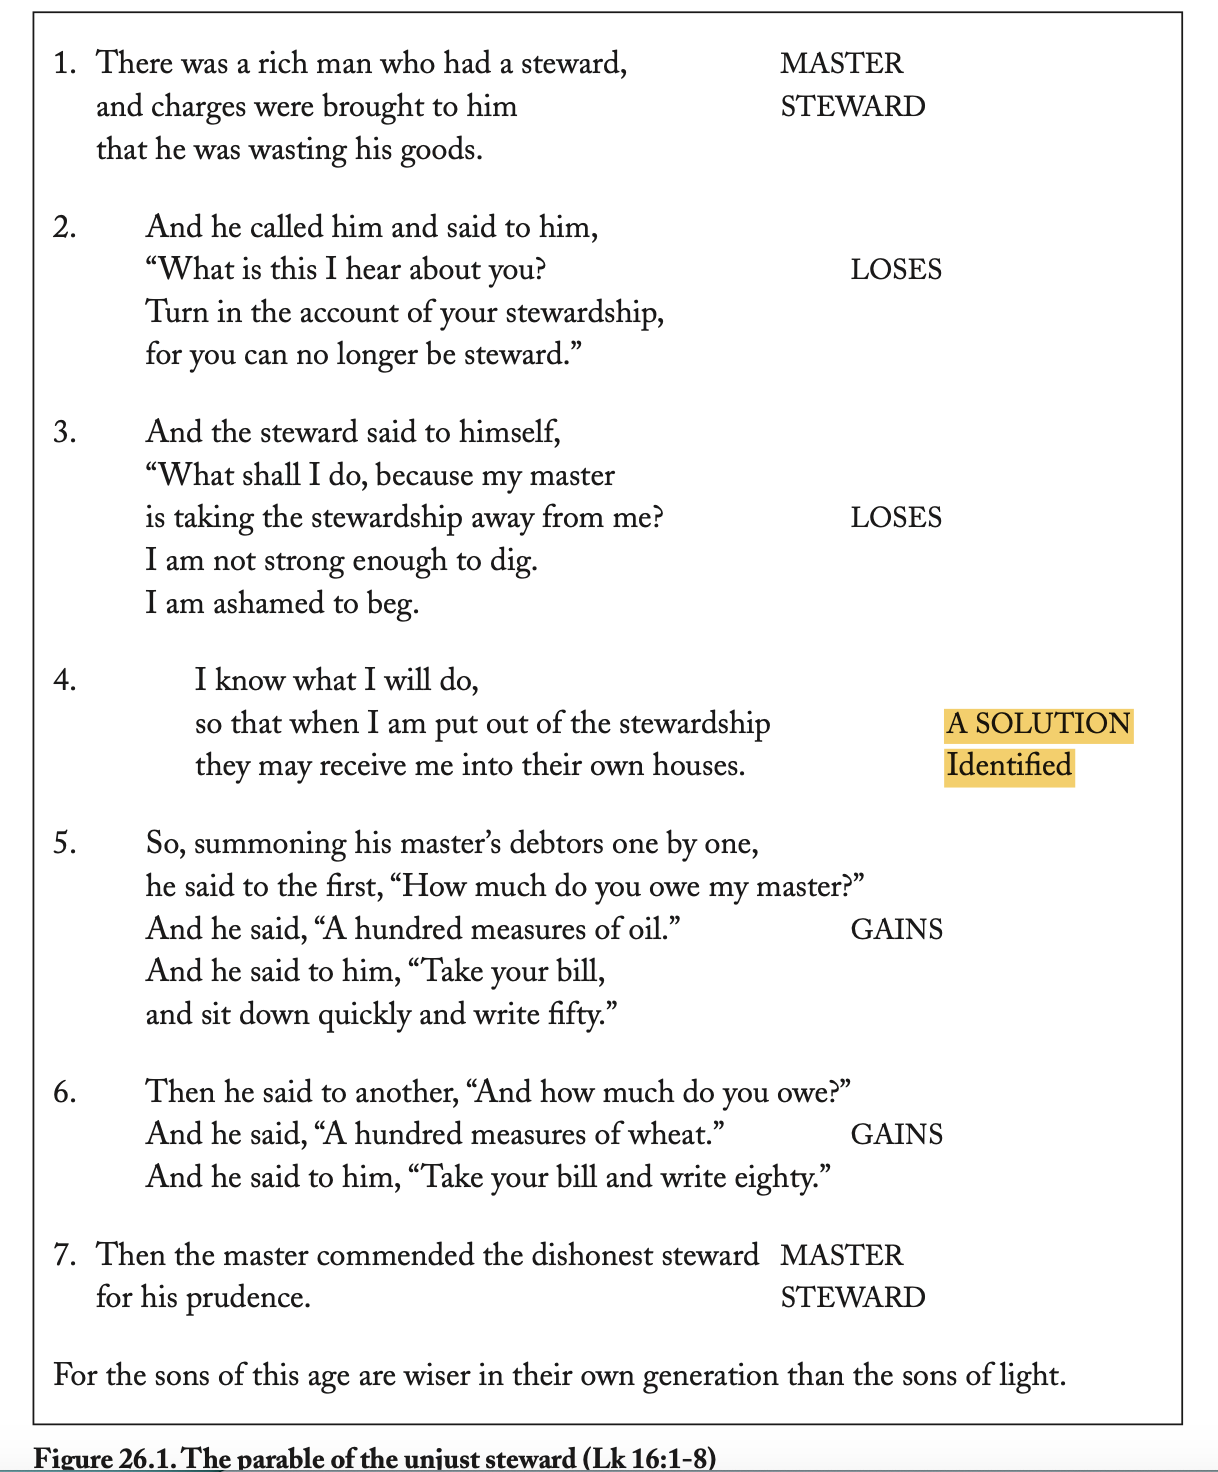 1. There was a rich man who had a steward, MASTER
and charges were brought to him STEWARD
that he was wasting his goods.
2. And he called him and said to him,
“What is this I hear about you? LOSES
Turn in the account of your stewardship,
for you can no longer be steward.”
3. And the steward said to himself,
“What shall I do, because my master
is taking the stewardship away from me? LOSES
I am not strong enough to dig.
I am ashamed to beg.
4. I know what I will do,
so that when I am put out of the stewardship A SOLUTION
they may receive me into their own houses. Identified
5. So, summoning his master’s debtors one by one,
he said to the first, “How much do you owe my master?”
And he said, “A hundred measures of oil.” GAINS
And he said to him, “Take your bill,
and sit down quickly and write fifty.”
6. Then he said to another, “And how much do you owe?”
And he said, “A hundred measures of wheat.” GAINS
And he said to him, “Take your bill and write eighty.”
7. Then the master commended the dishonest steward MASTER
for his prudence. STEWARD
For the sons of this age are wiser in their own generation than the sons of light.
Figure 26.1. The parable of the unjust steward (Lk 16:1-8)